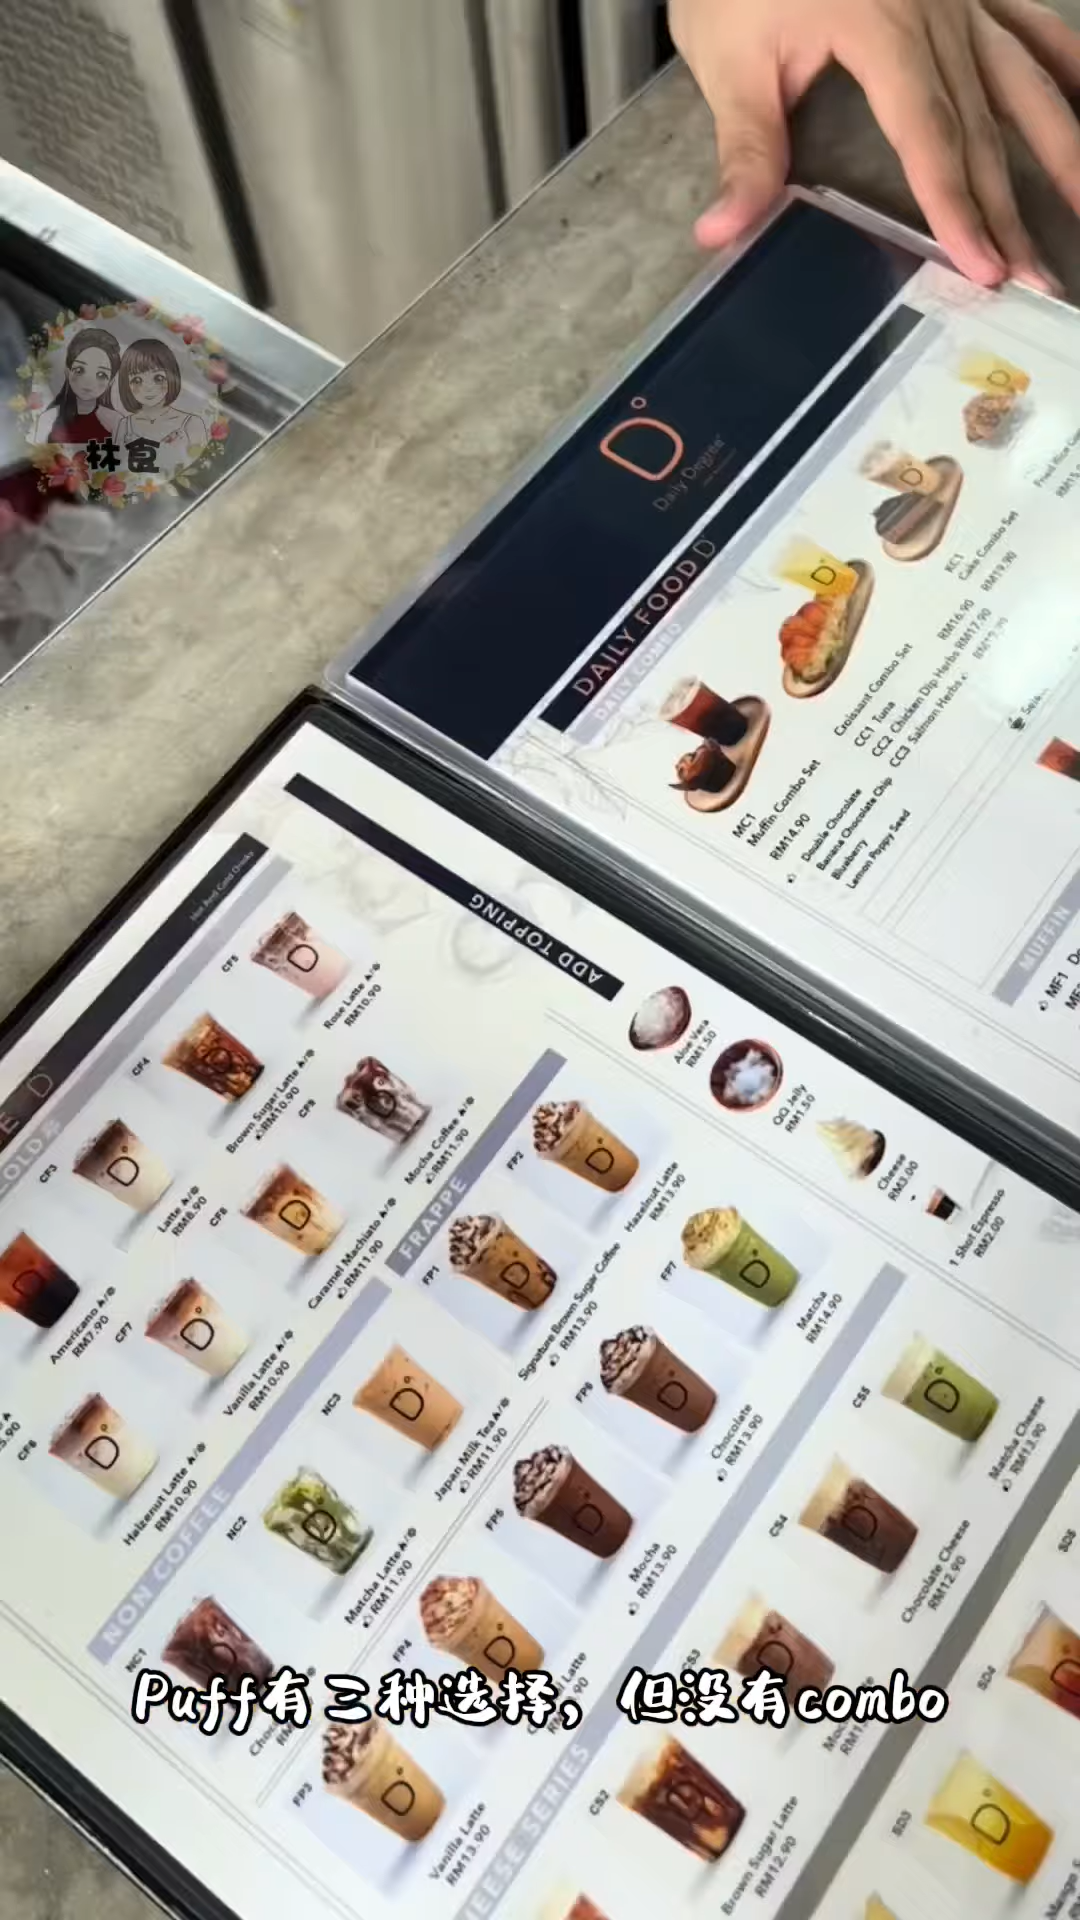 林食
D°
Daily Degree
DAILY FOOD D°
DAILY COMBO
MC1
Muffin Combo Set
RM14.90
Double Chocolate
Banana Chocolate Chip
Blueberry
Lemon Poppy Seed
Croissant Combo Set
CC1 Tuna RM16.90
CC2 Chicken Dip Herbs RM17.90
CC3 Salmon Herbs
KC1
Cake Combo Set
RM19.90
MUFFIN
MF1
ADD TOPPING
Aloe Vera
RM1.50
QQ Jelly
RM1.50
Cheese
RM3.00
1 Shot Espresso
RM2.00
Hot And Cold Drinks
CF5
Rose Latte
RM10.90
CF4
Brown Sugar Latte
RM10.90
CF9
Mocha Coffee
RM11.90
CF3
Latte
RM8.90
CF8
Caramel Machiato
RM11.90
Americano
RM7.90
CF7
Vanilla Latte
RM10.90
CF6
Halzenut Latte
RM10.90
FRAPPE
FP2
Hazelnut Latte
RM13.90
FP1
Signature Brown Sugar Coffee
RM13.90
FP7
Matcha
RM14.90
FP6
Chocolate
RM13.90
FP5
Mocha
RM13.90
FP4
Latte
FP3
Vanilla Latte
RM13.90
NON COFFEE
NC3
Japan Milk Tea
RM11.90
NC2
Matcha Latte
RM11.90
NC1
CS5
Matcha Cheese
RM13.90
CS4
Chocolate Cheese
RM12.90
CS3
CS2
Brown Sugar Latte
RM12.90
SD5
SD4
SD3
Puff有三种选择，但没有combo